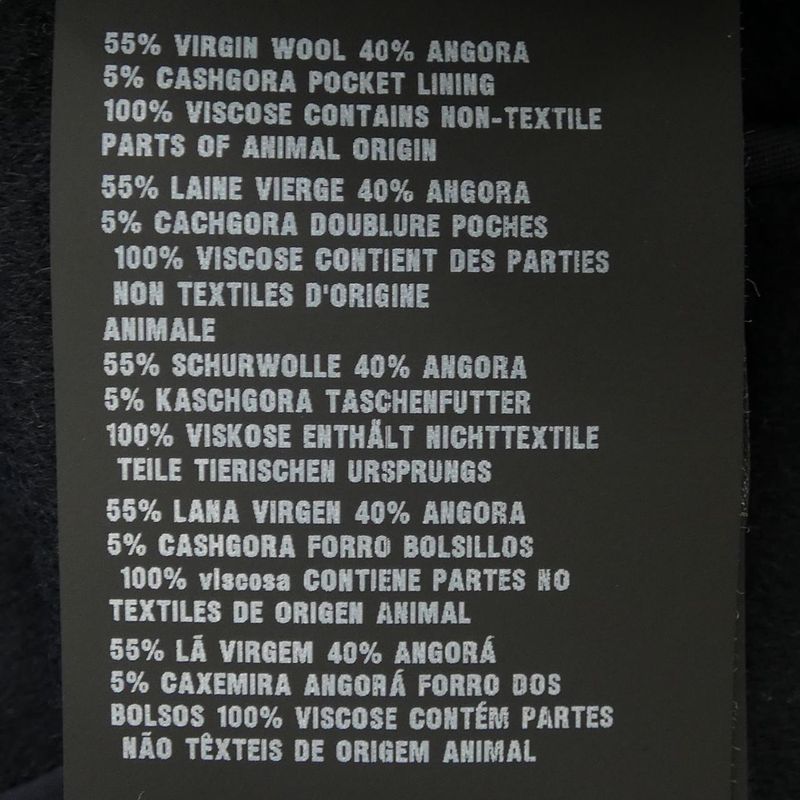 55% VIRGIN WOOL 40% ANGORA
5% CASHGORA POCKET LINING
100% VISCOSE CONTAINS NON-TEXTILE
PARTS OF ANIMAL ORIGIN
55% LAINE VIERGE 40% ANGORA
5% CACHGORA DOUBLURE POCHES
100% VISCOSE CONTIENT DES PARTIES
NON TEXTILES D'ORIGINE
ANIMALE
55% SCHURWOLLE 40% ANGORA
5% KASCHGORA TASCHENFUTTER
100% VISKOSE ENTHÄLT NICHTTEXTILE
TEILE TIERISCHEN URSPRUNGS
55% LANA VIRGEN 40% ANGORA
5% CASHGORA FORRO BOLSILLOS
100% viscosa CONTIENE PARTES NO
TEXTILES DE ORIGEN ANIMAL
55% LÃ VIRGEM 40% ANGORÁ
5% CAXEMIRA ANGORÁ FORRO DOS
BOLSOS 100% VISCOSE CONTÉM PARTES
NÃO TÊXTEIS DE ORIGEM ANIMAL